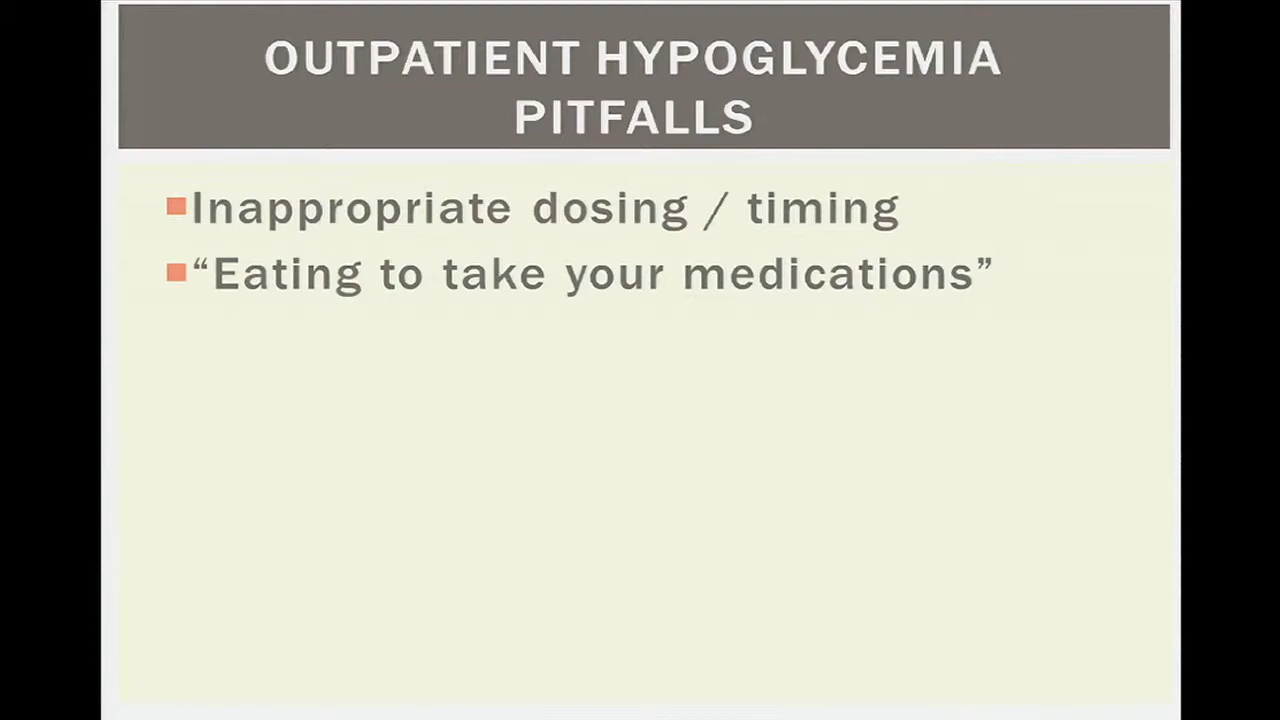 OUTPATIENT HYPOGLYCEMIA
PITFALLS
Inappropriate dosing / timing
“Eating to take your medications”